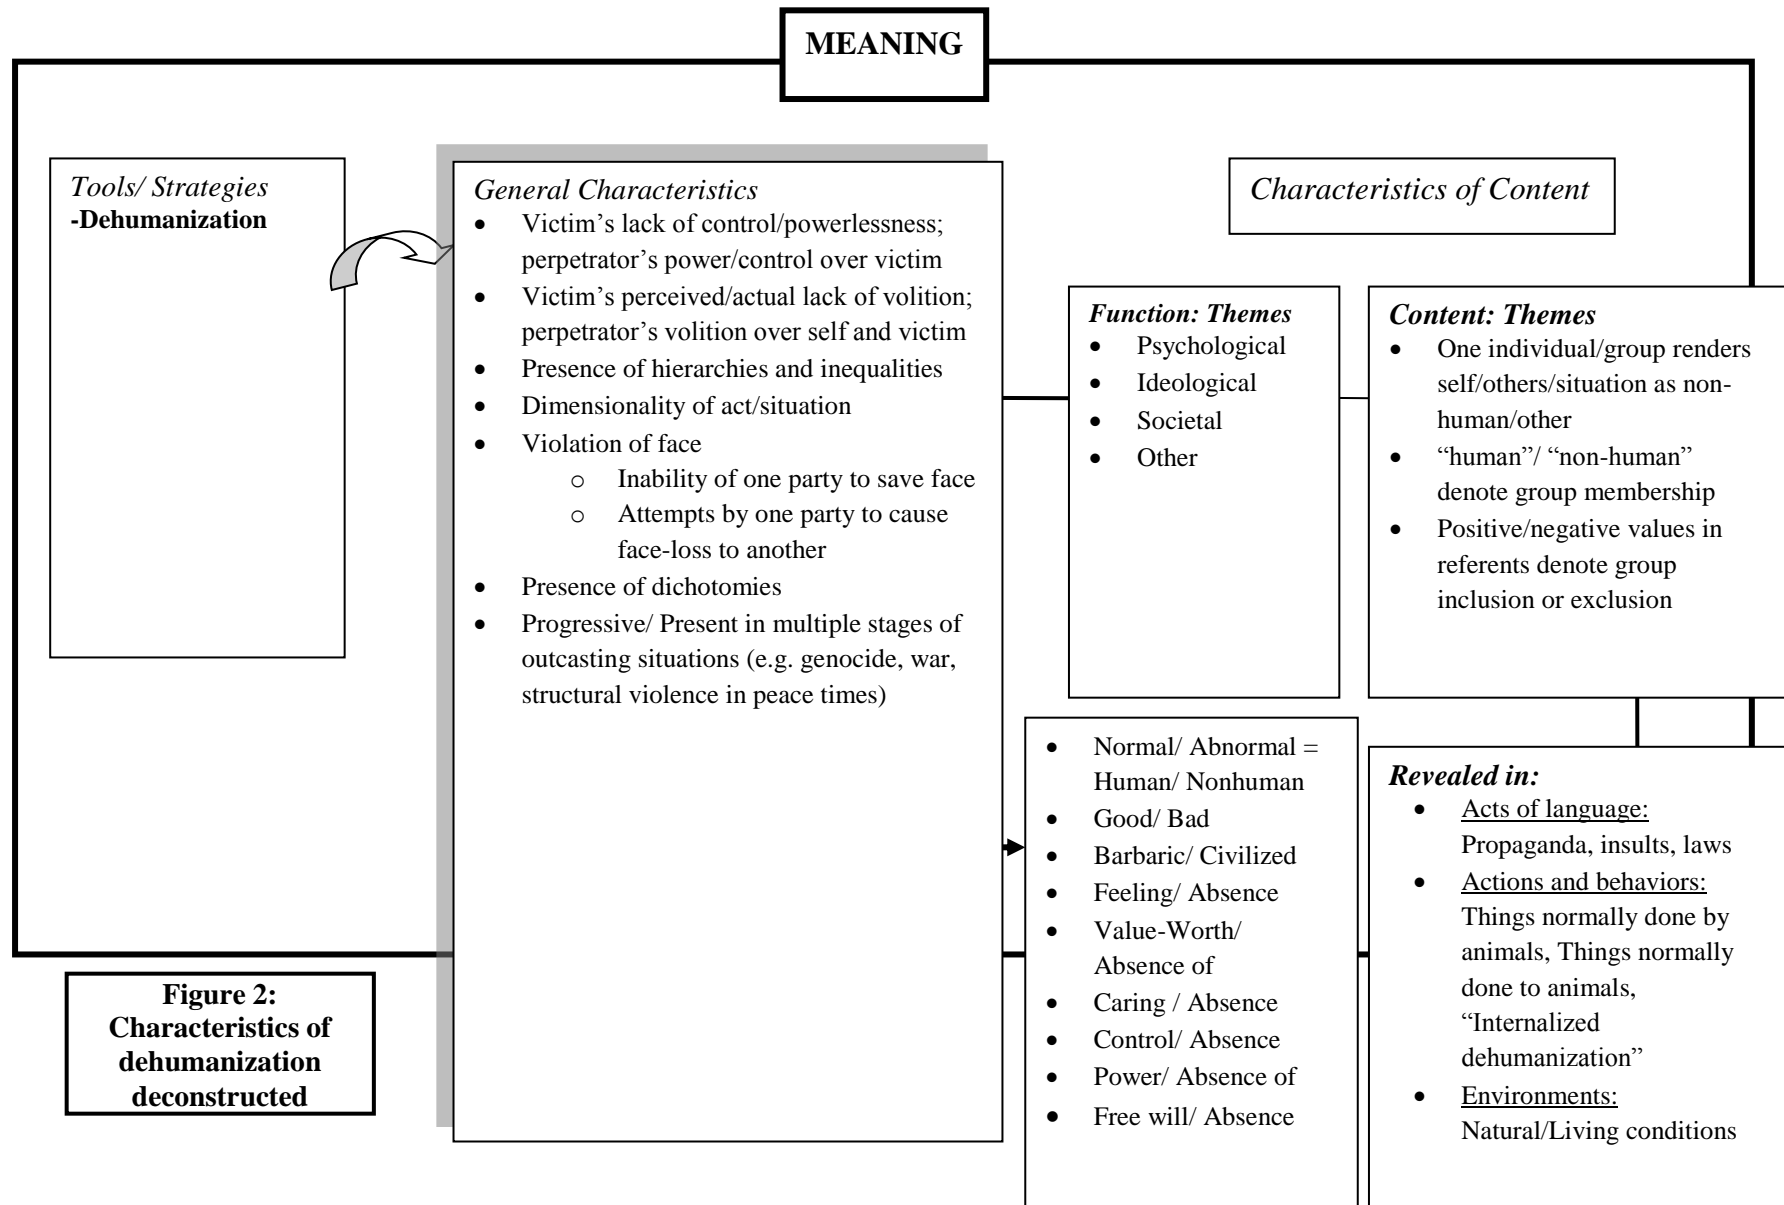 MEANING
Tools/ Strategies
-Dehumanization
General Characteristics
• Victim’s lack of control/powerlessness;
perpetrator’s power/control over victim
• Victim’s perceived/actual lack of volition;
perpetrator’s volition over self and victim
• Presence of hierarchies and inequalities
• Dimensionality of act/situation
• Violation of face
o Inability of one party to save face
o Attempts by one party to cause
face-loss to another
• Presence of dichotomies
• Progressive/ Present in multiple stages of
outcasting situations (e.g. genocide, war,
structural violence in peace times)
Characteristics of Content
Function: Themes
• Psychological
• Ideological
• Societal
• Other
Content: Themes
• One individual/group renders
self/others/situation as non-
human/other
• “human”/ “non-human”
denote group membership
• Positive/negative values in
referents denote group
inclusion or exclusion
• Normal/ Abnormal =
Human/ Nonhuman
• Good/ Bad
• Barbaric/ Civilized
• Feeling/ Absence
• Value-Worth/
Absence of
• Caring / Absence
• Control/ Absence
• Power/ Absence of
• Free will/ Absence
Revealed in:
• Acts of language:
Propaganda, insults, laws
• Actions and behaviors:
Things normally done by
animals, Things normally
done to animals,
“Internalized
dehumanization”
• Environments:
Natural/Living conditions
Figure 2:
Characteristics of
dehumanization
deconstructed